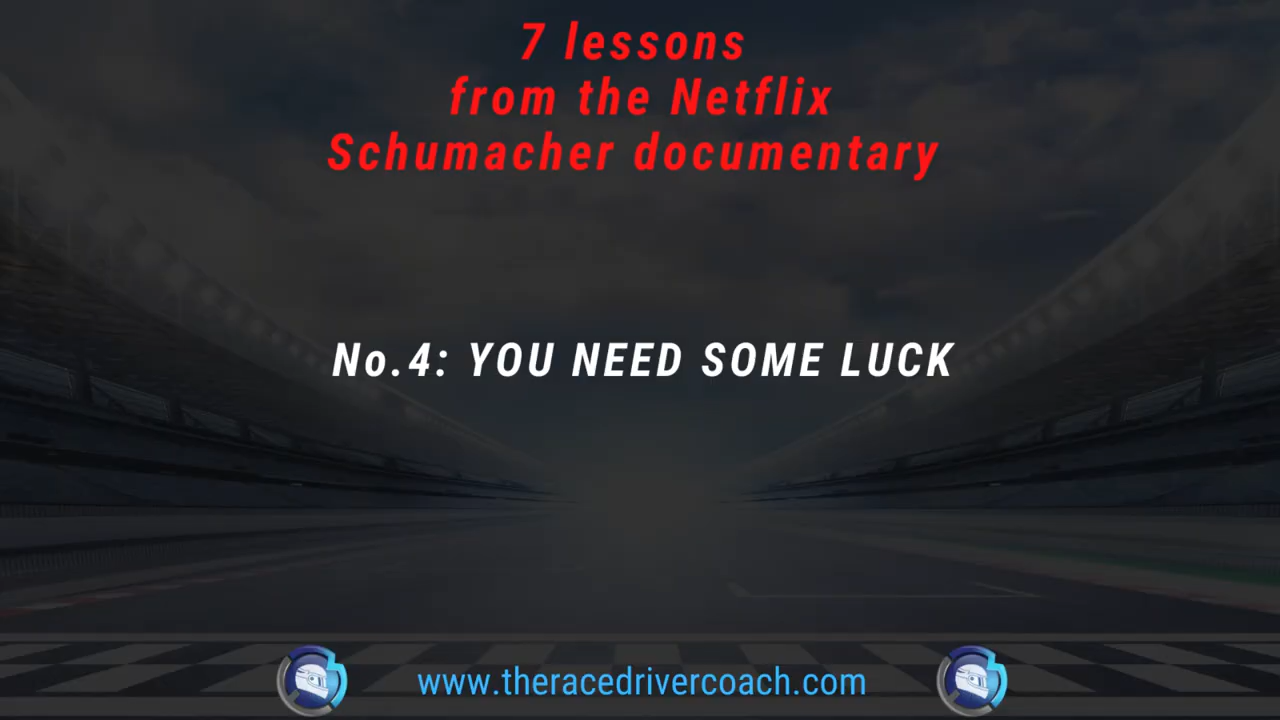 7 lessons
from the Netflix
Schumacher documentary
No.4: YOU NEED SOME LUCK
www.theracedrivercoach.com